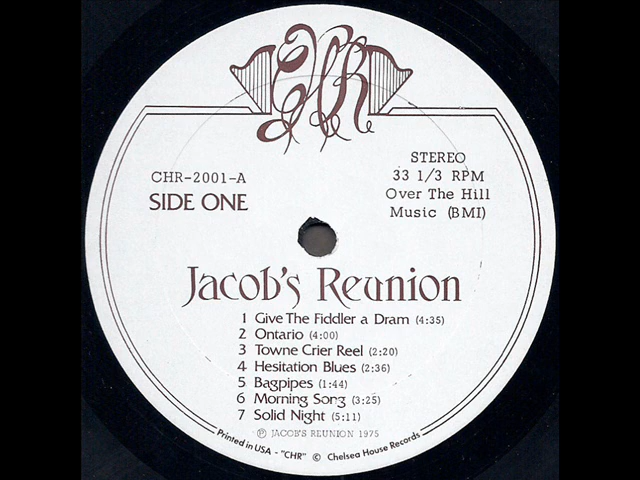 CHR
CHR-2001-A
SIDE ONE
STEREO
33 1/3 RPM
Over The Hill
Music (BMI)
Jacob's Reunion
1 Give The Fiddler a Dram (4:35)
2 Ontario (4:00)
3 Towne Crier Reel (2:20)
4 Hesitation Blues (2:36)
5 Bagpipes (1:44)
6 Morning Song (3:25)
7 Solid Night (5:11)
℗ JACOB'S REUNION 1975
Printed in USA - "CHR" © Chelsea House Records